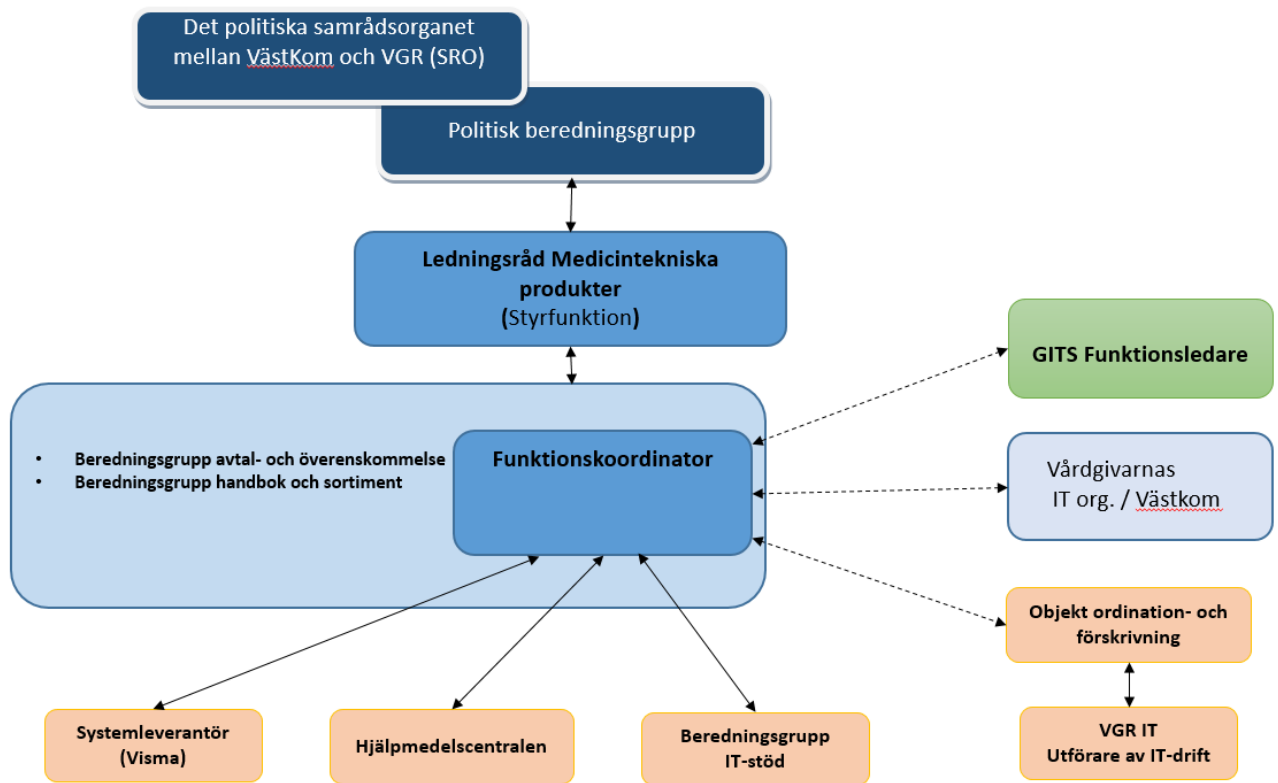 Det politiska samrådsorganet
mellan VästKom och VGR (SRO)
Politisk beredningsgrupp
Ledningsråd Medicintekniska
produkter
(Styrfunktion)
GITS Funktionsledare
• Beredningsgrupp avtal- och överenskommelse
• Beredningsgrupp handbok och sortiment
Funktionskoordinator
Vårdgivarnas
IT org. / Västkom
Objekt ordination- och
förskrivning
Systemleverantör
(Visma)
Hjälpmedelscentralen
Beredningsgrupp
IT-stöd
VGR IT
Utförare av IT-drift